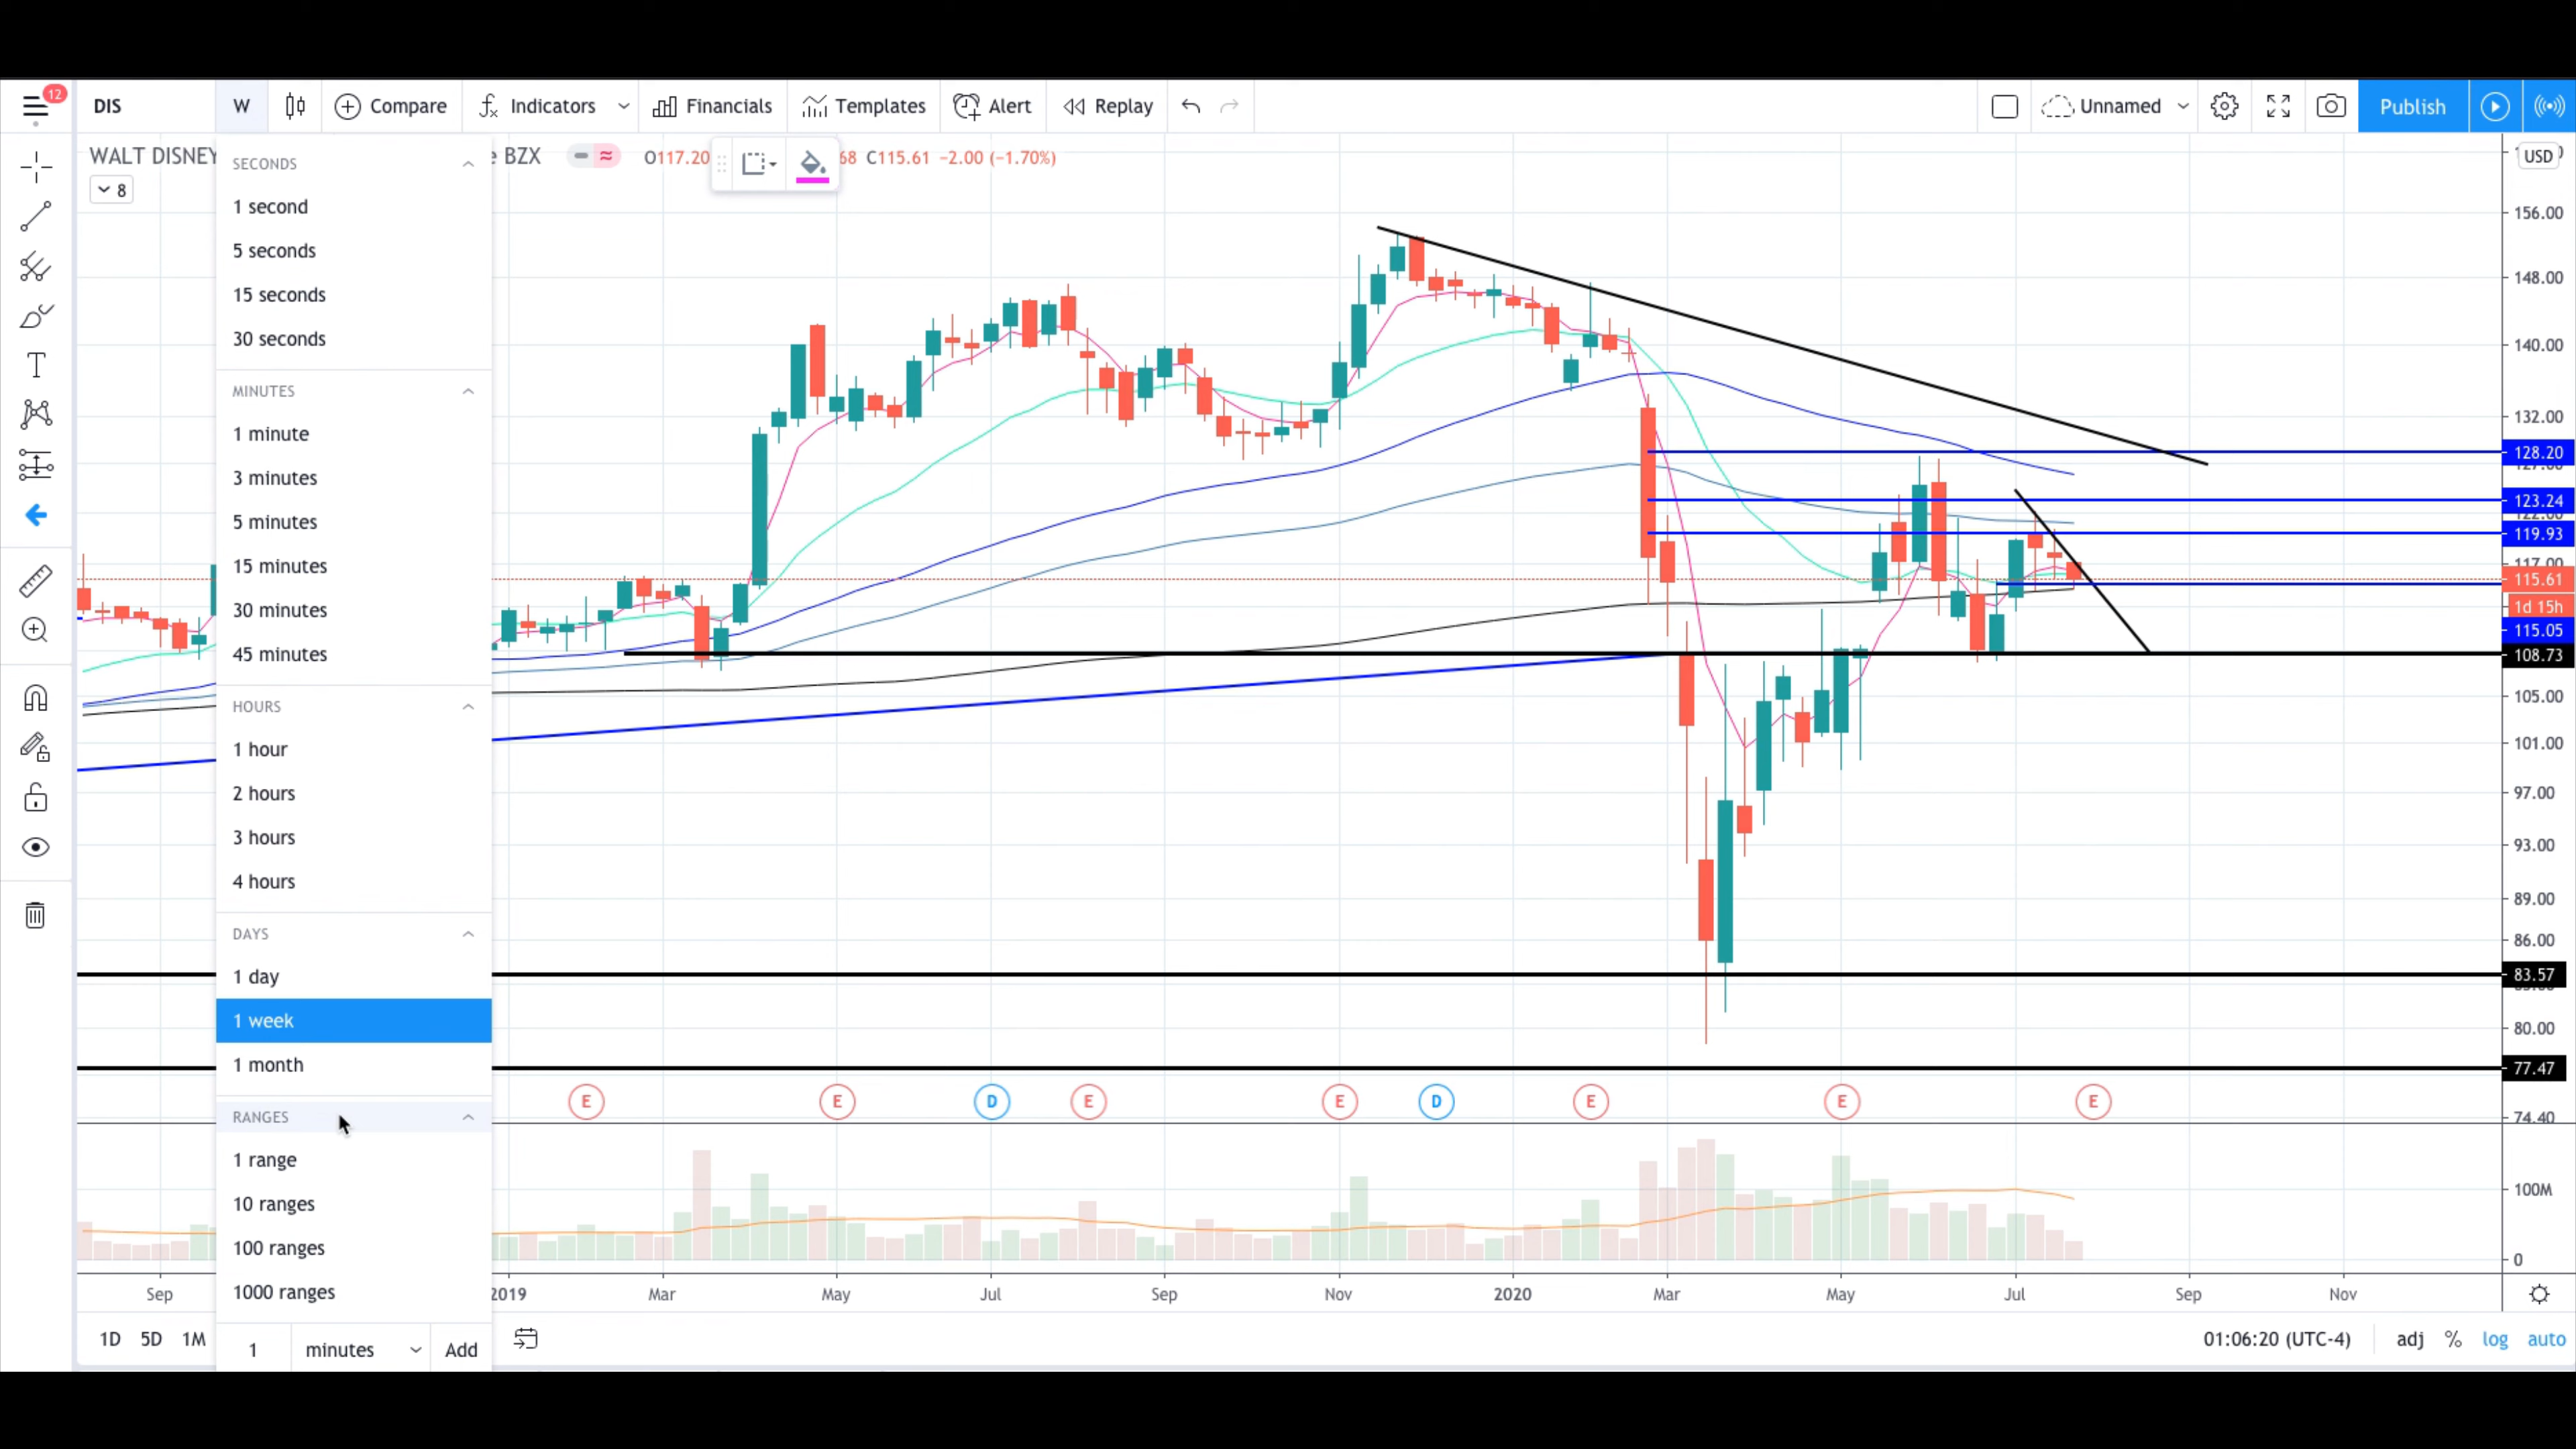 12
DIS W Compare Indicators Financials Templates Alert Replay Unnamed Publish
WALT DISNEY e BZX O117.20 68 C115.61 −2.00 (−1.70%) USD
8
SECONDS
1 second
5 seconds
15 seconds
30 seconds
MINUTES
1 minute
3 minutes
5 minutes
15 minutes
30 minutes
45 minutes
HOURS
1 hour
2 hours
3 hours
4 hours
DAYS
1 day
1 week
1 month
RANGES
1 range
10 ranges
100 ranges
1000 ranges
1 minutes Add
156.00
148.00
140.00
132.00
128.20
123.24
119.93
117.00
115.61
1d 15h
115.05
108.73
105.00
101.00
97.00
93.00
89.00
86.00
83.57
80.00
77.47
74.40
E E D E E D E E E
100M
0
Sep 2019 Mar May Jul Sep Nov 2020 Mar May Jul Sep Nov
1D 5D 1M 01:06:20 (UTC-4) adj % log auto